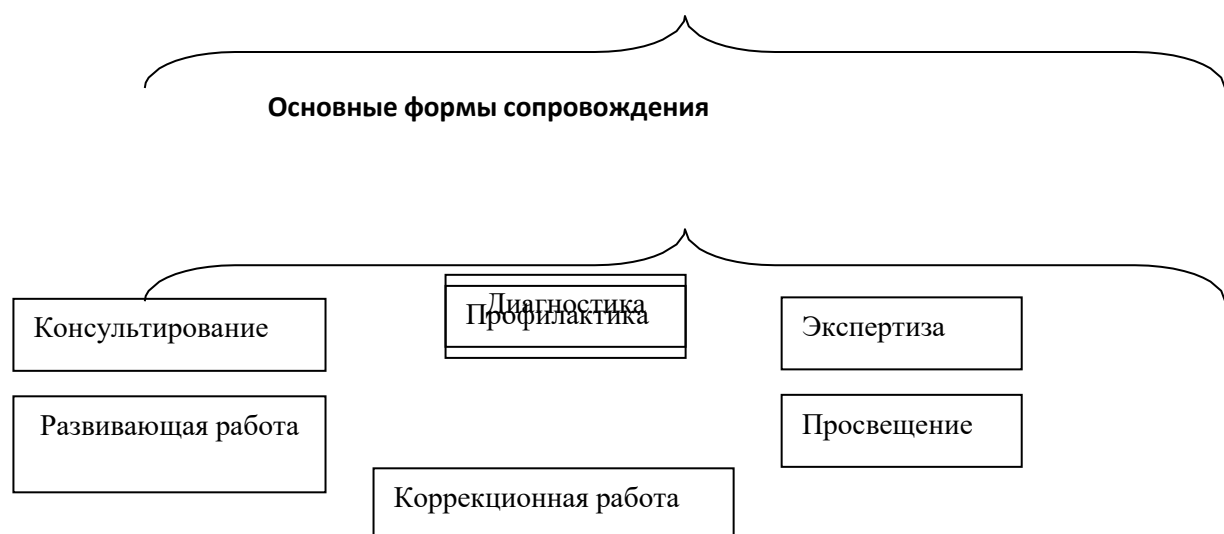 Основные формы сопровождения
Диагностика
Профилактика
Консультирование
Экспертиза
Развивающая работа
Просвещение
Коррекционная работа